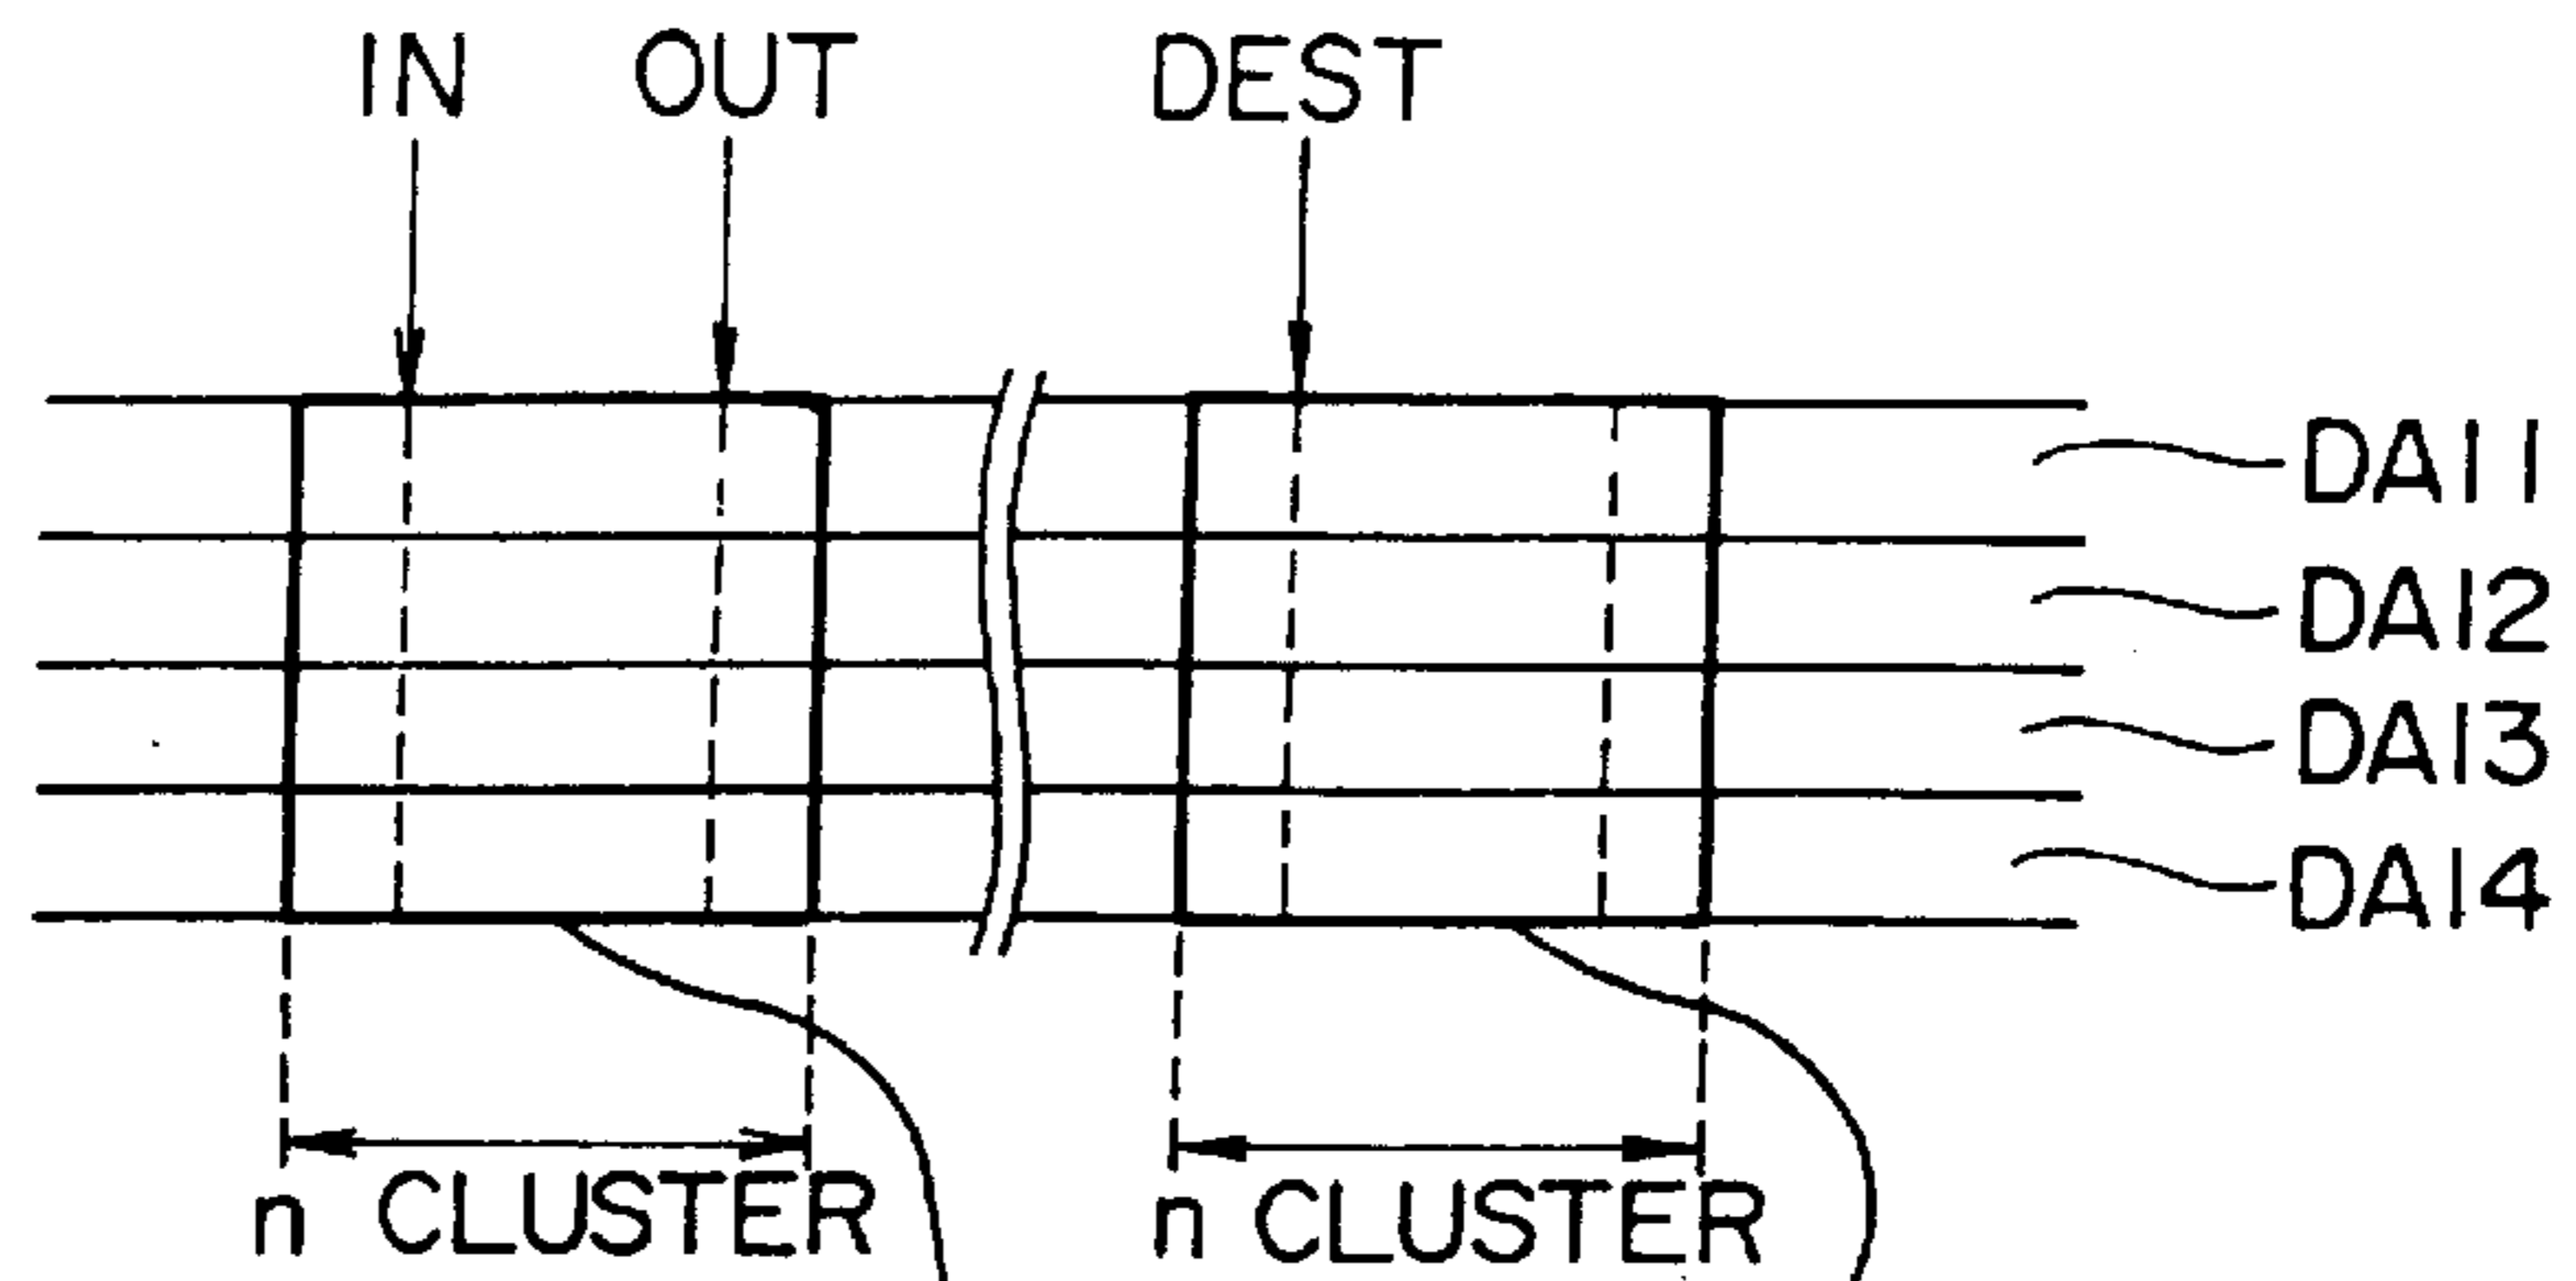 IN OUT DEST
DA11
DA12
DA13
DA14
n CLUSTER n CLUSTER